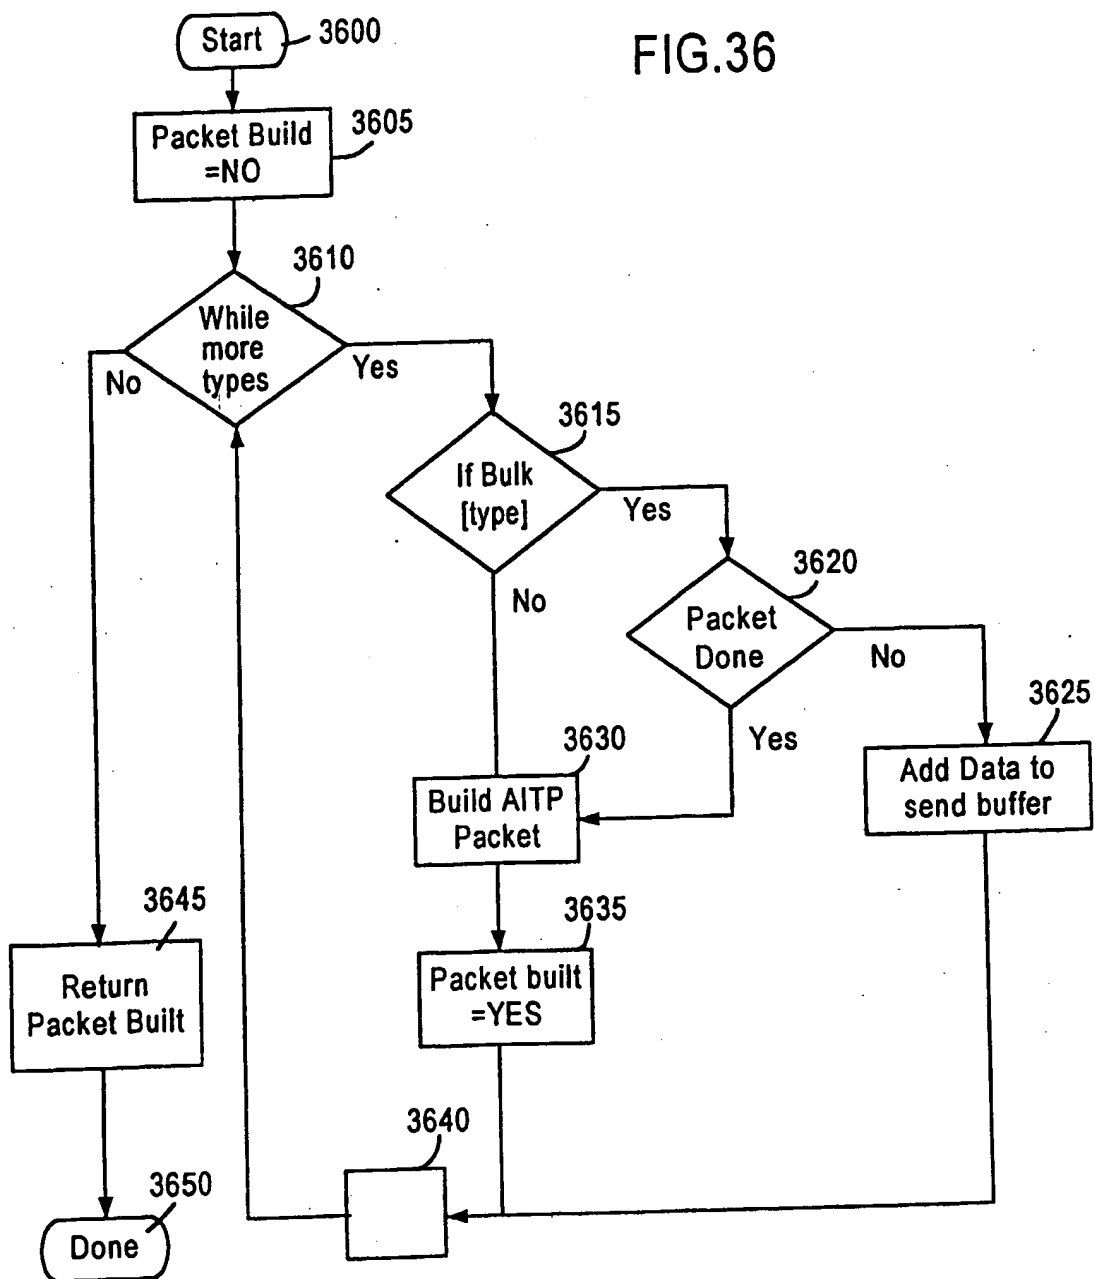 FIG.36
Start
3600
Packet Build
=NO
3605
3610
While
more
types
No
Yes
3615
If Bulk
[type]
Yes
No
3620
Packet
Done
No
Yes
3625
Add Data to
send buffer
3630
Build AITP
Packet
3635
Packet built
=YES
3645
Return
Packet Built
3640
3650
Done